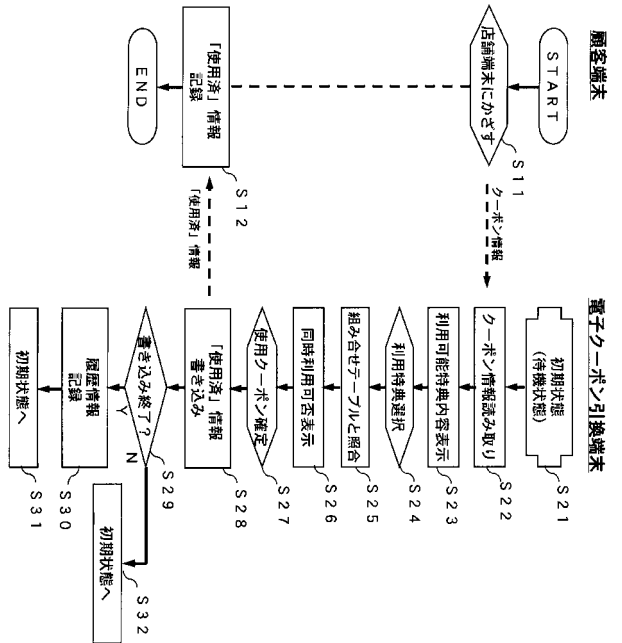 顧客端末
START
店舗端末にかざす
S11
クーポン情報
「使用済」情報
記録
S12
「使用済」情報
END
電子クーポン引換端末
初期状態
(待機状態)
S21
クーポン情報読み取り
S22
利用可能特典内容表示
S23
利用特典選択
S24
組み合せテーブルと照合
S25
同時利用可否表示
S26
使用クーポン確定
S27
「使用済」情報
書き込み
S28
書き込み終了?
S29
Y
N
履歴情報
記録
S30
初期状態へ
S31
初期状態へ
S32